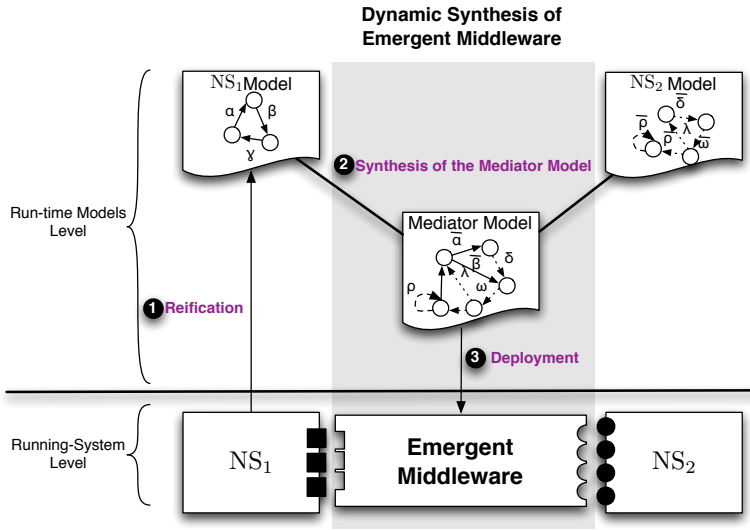 Dynamic Synthesis of
Emergent Middleware
NS₁Model
α
β
γ
NS₂ Model
δ̅
ρ̅
λ
ρ̅
ω̅
2 Synthesis of the Mediator Model
Mediator Model
α̅
β̅
δ
λ
ω
ρ
Run-time Models
Level
1 Reification
3 Deployment
Running-System
Level
NS₁
Emergent
Middleware
NS₂